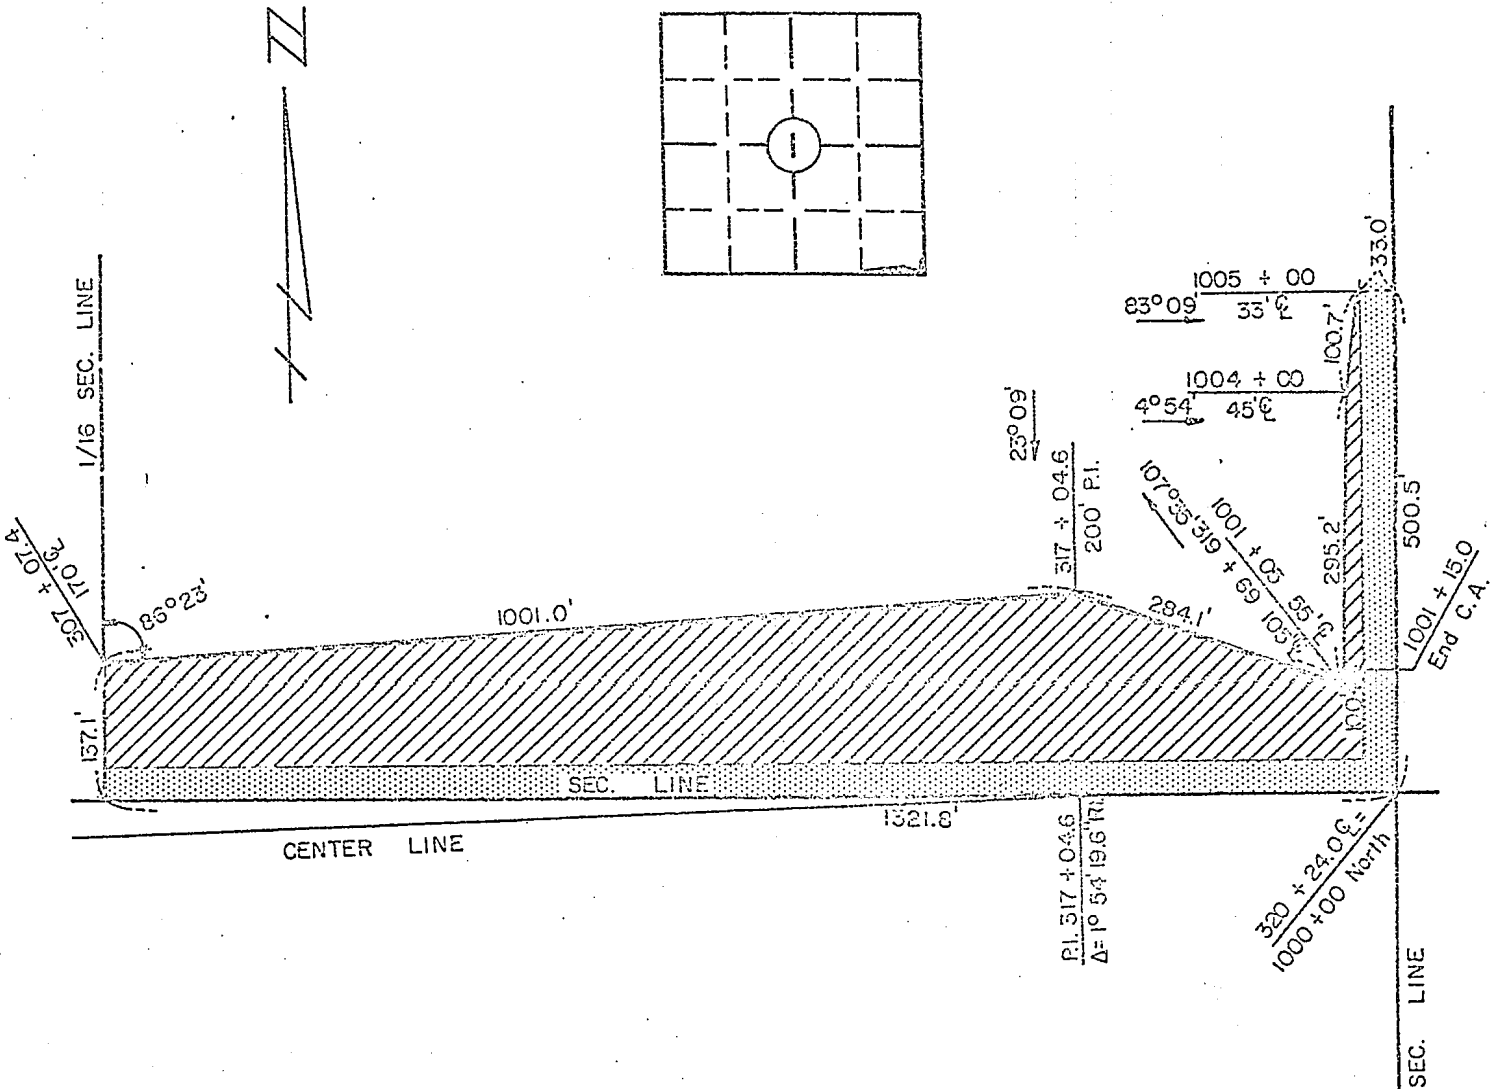 N
1005 + 00
33' ℄
83° 09'
33.0'
100.7'
1004 + 00
45' ℄
4° 54'
1/16 SEC. LINE
23° 09'
317 + 04.6
200' P.I.
107° 35'
319 + 69 105'
1001 + 03 55' ℄
295.2'
500.5'
307 + 07.4
170' ℄
86° 23'
1001.0'
284.1'
1001 + 15.0
End C.A.
137.1'
SEC. LINE
1321.8'
CENTER LINE
P.I. 317 + 04.6
Δ= 1° 54' 19.6" Rt.
320 + 24.0 ℄ =
1000 +00 North
SEC. LINE